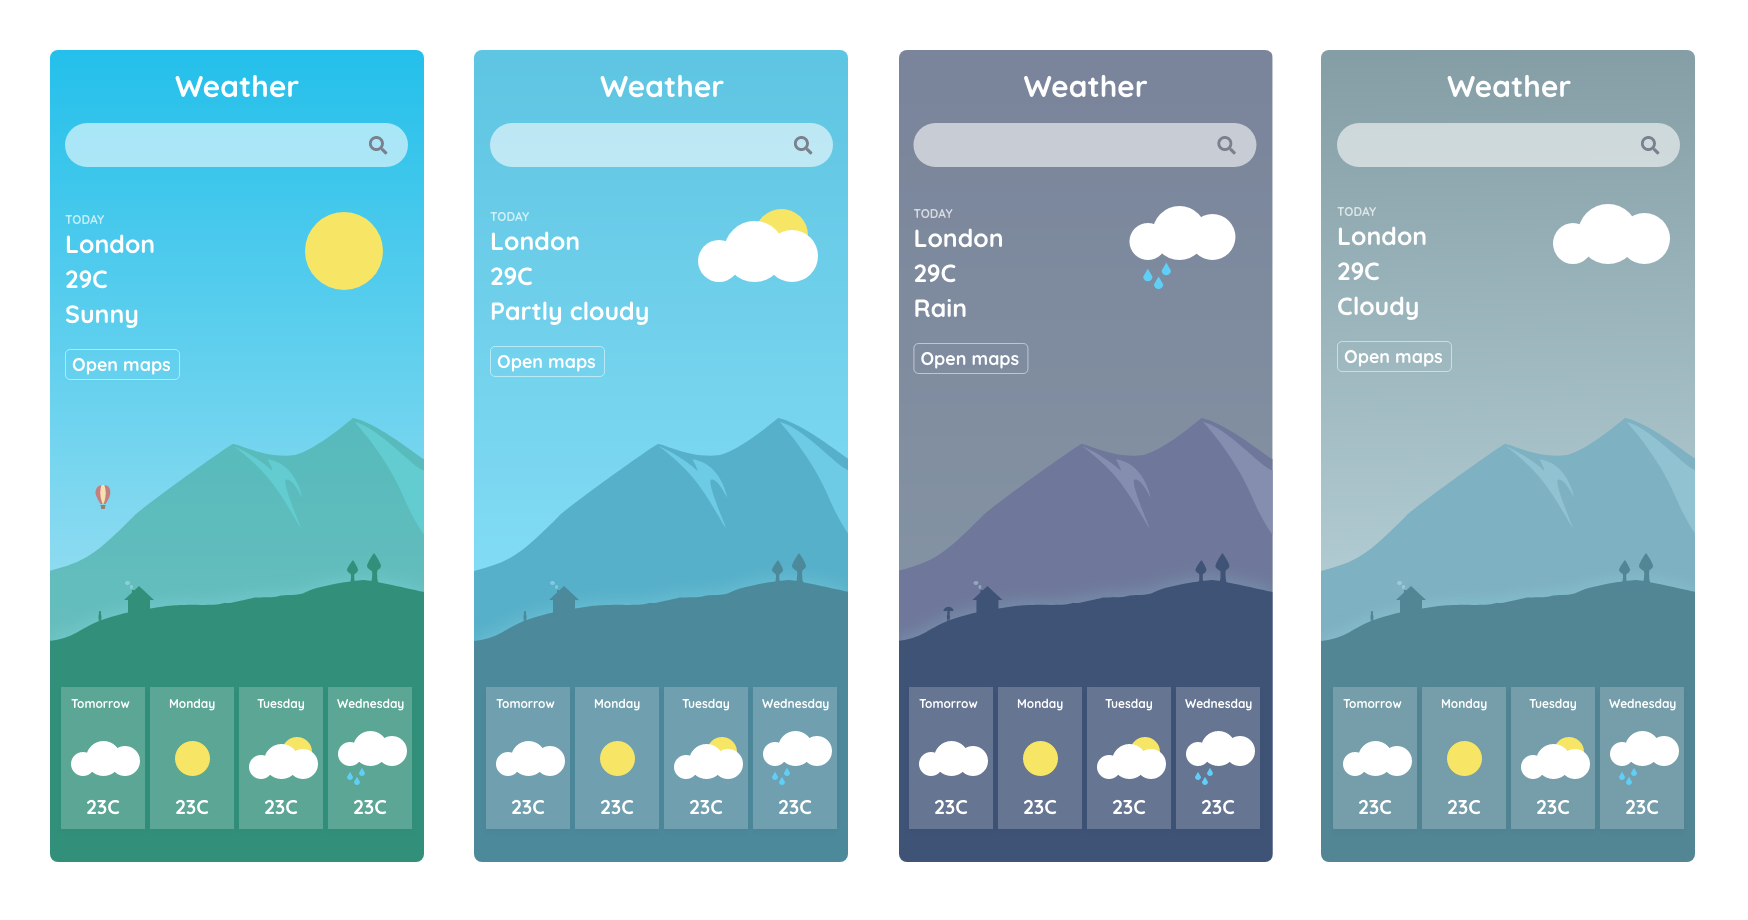 Weather
TODAY
London
29C
Sunny
Open maps
Tomorrow
Monday
Tuesday
Wednesday
23C
23C
23C
23C
Weather
TODAY
London
29C
Partly cloudy
Open maps
Tomorrow
Monday
Tuesday
Wednesday
23C
23C
23C
23C
Weather
TODAY
London
29C
Rain
Open maps
Tomorrow
Monday
Tuesday
Wednesday
23C
23C
23C
23C
Weather
TODAY
London
29C
Cloudy
Open maps
Tomorrow
Monday
Tuesday
Wednesday
23C
23C
23C
23C